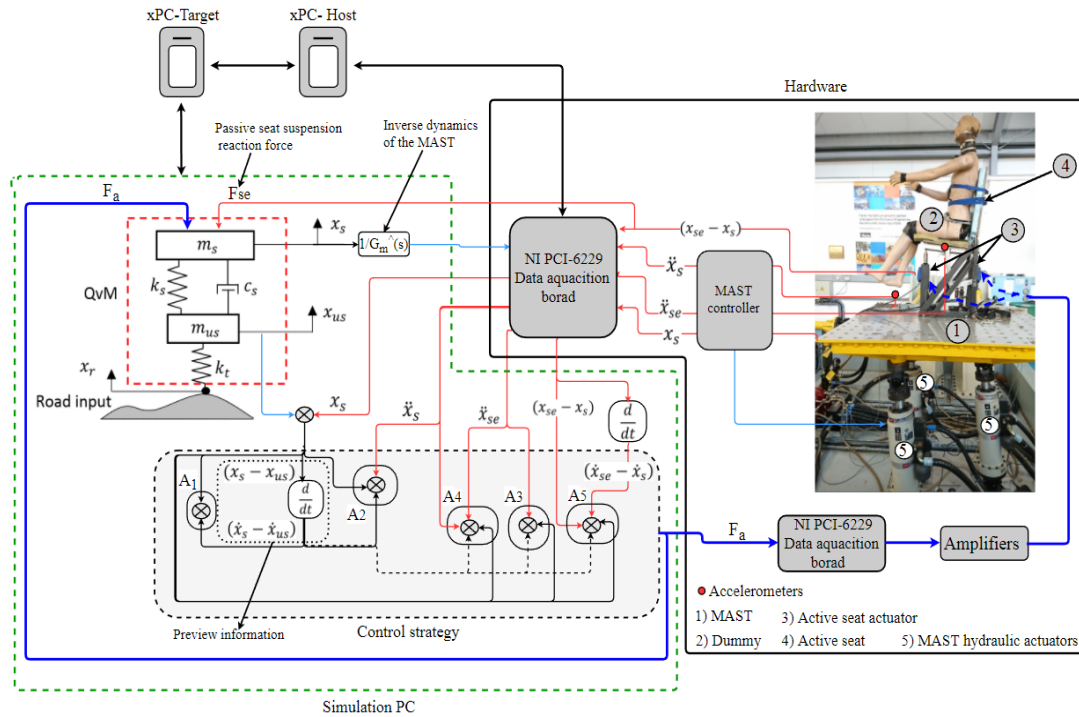 xPC-Target
xPC- Host
Hardware
Passive seat suspension
reaction force
Inverse dynamics
of the MAST
Fₐ
Fse
xₛ
mₛ
1/Gₘ^(s)
kₛ
cₛ
QvM
mᵤₛ
xᵤₛ
kₜ
xᵣ
Road input
NI PCI-6229
Data aquacition
borad
(xₛₑ − xₛ)
ẍₛ
ẍₛₑ
xₛ
MAST
controller
4
2
3
1
5
5
5
xₛ
ẍₛ
ẍₛₑ
(xₛₑ − xₛ)
d
dt
(ẋₛₑ − ẋₛ)
A1
(xₛ − xᵤₛ)
d
dt
(ẋₛ − ẋᵤₛ)
A2
A4
A3
A5
Fₐ
NI PCI-6229
Data aquacition
borad
Amplifiers
Accelerometers
1) MAST 3) Active seat actuator
2) Dummy 4) Active seat 5) MAST hydraulic actuators
Preview information
Control strategy
Simulation PC